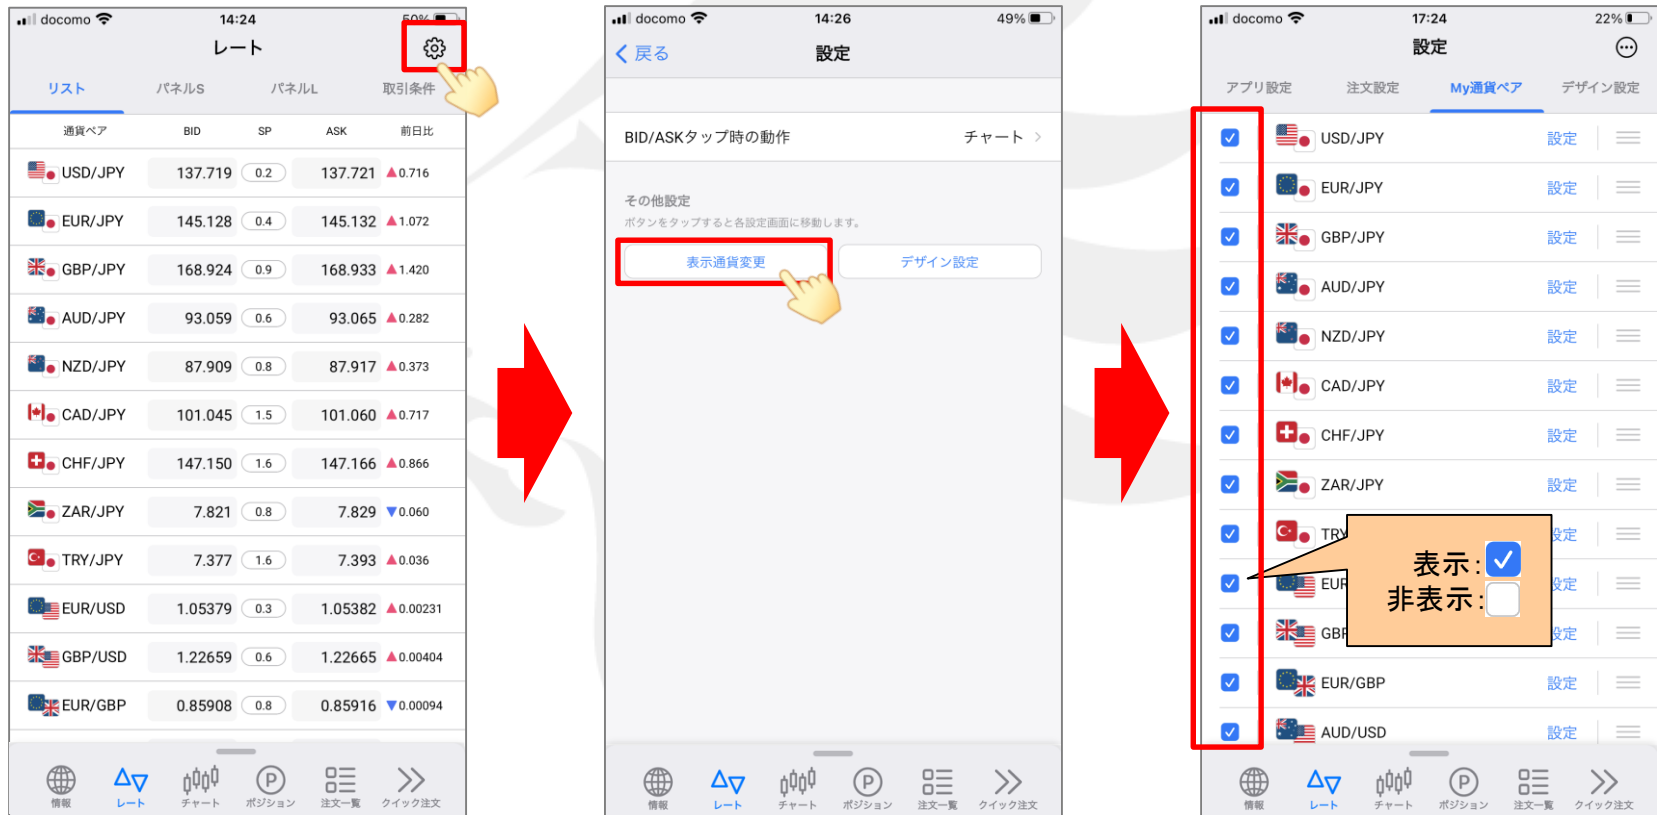 docomo 14:24 50%
レート
リスト パネルS パネルL 取引条件
通貨ペア BID SP ASK 前日比
USD/JPY 137.719 0.2 137.721 ▲0.716
EUR/JPY 145.128 0.4 145.132 ▲1.072
GBP/JPY 168.924 0.9 168.933 ▲1.420
AUD/JPY 93.059 0.6 93.065 ▲0.282
NZD/JPY 87.909 0.8 87.917 ▲0.373
CAD/JPY 101.045 1.5 101.060 ▲0.717
CHF/JPY 147.150 1.6 147.166 ▲0.866
ZAR/JPY 7.821 0.8 7.829 ▼0.060
TRY/JPY 7.377 1.6 7.393 ▲0.036
EUR/USD 1.05379 0.3 1.05382 ▲0.00231
GBP/USD 1.22659 0.6 1.22665 ▲0.00404
EUR/GBP 0.85908 0.8 0.85916 ▼0.00094
情報 レート チャート ポジション 注文一覧 クイック注文
docomo 14:26 49%
戻る 設定
BID/ASKタップ時の動作 チャート
その他設定
ボタンをタップすると各設定画面に移動します。
表示通貨変更 デザイン設定
情報 レート チャート P ポジション 注文一覧 クイック注文
docomo 17:24 22%
設定
アプリ設定 注文設定 My通貨ペア デザイン設定
USD/JPY 設定
EUR/JPY 設定
GBP/JPY 設定
AUD/JPY 設定
NZD/JPY 設定
CAD/JPY 設定
CHF/JPY 設定
ZAR/JPY 設定
TRY 設定
EUR 設定
GBP 設定
表示:
非表示:
EUR/GBP 設定
AUD/USD 設定
情報 レート チャート ポジション 注文一覧 クイック注文